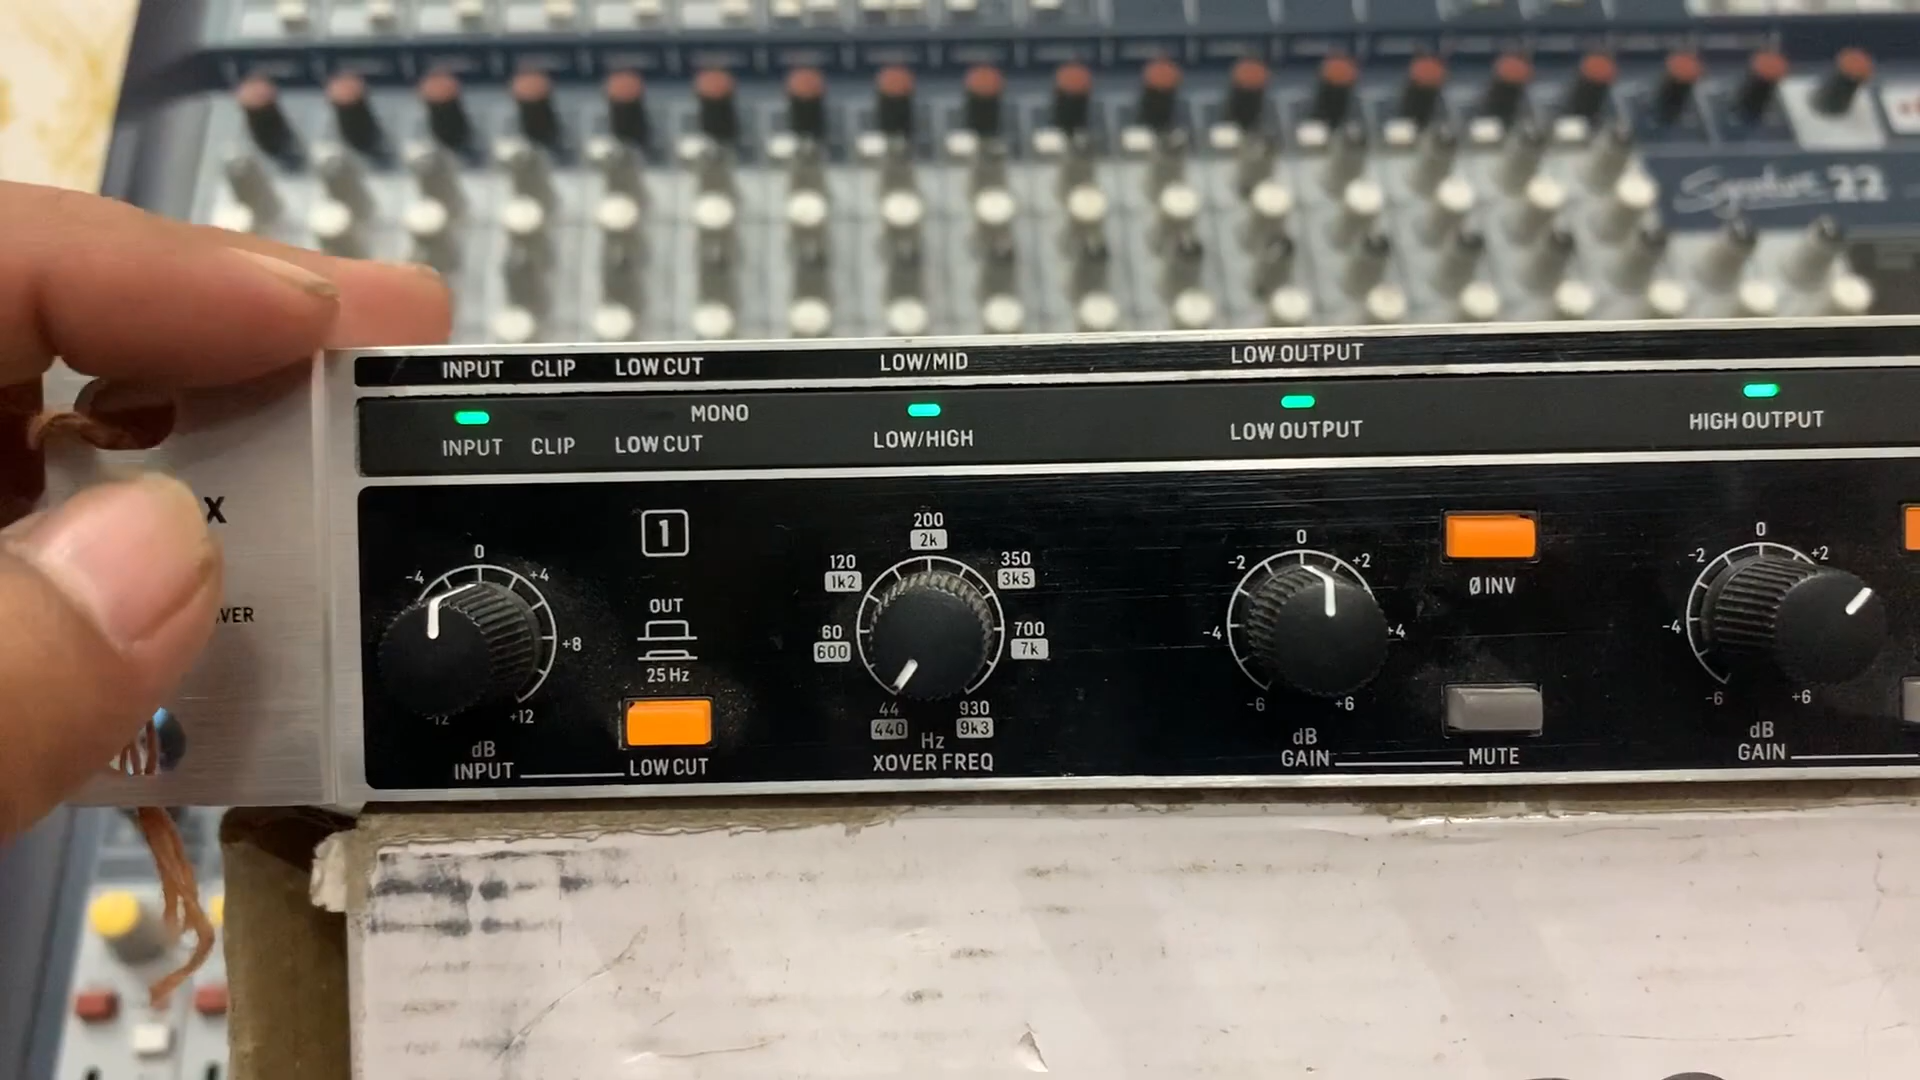 Signature 22
INPUT CLIP LOW CUT LOW/MID LOW OUTPUT
MONO
INPUT CLIP LOW CUT LOW/HIGH LOW OUTPUT HIGH OUTPUT
X
VER
-4 0 +4 +8 +12 -12
dB
INPUT
1
OUT
25 Hz
LOW CUT
44 60 120 200 350 700 930
440 600 1k2 2k 3k5 7k 9k3
Hz
XOVER FREQ
-6 -4 -2 0 +2 +4 +6
dB
GAIN
Ø INV
MUTE
-6 -4 -2 0 +2 +6
dB
GAIN